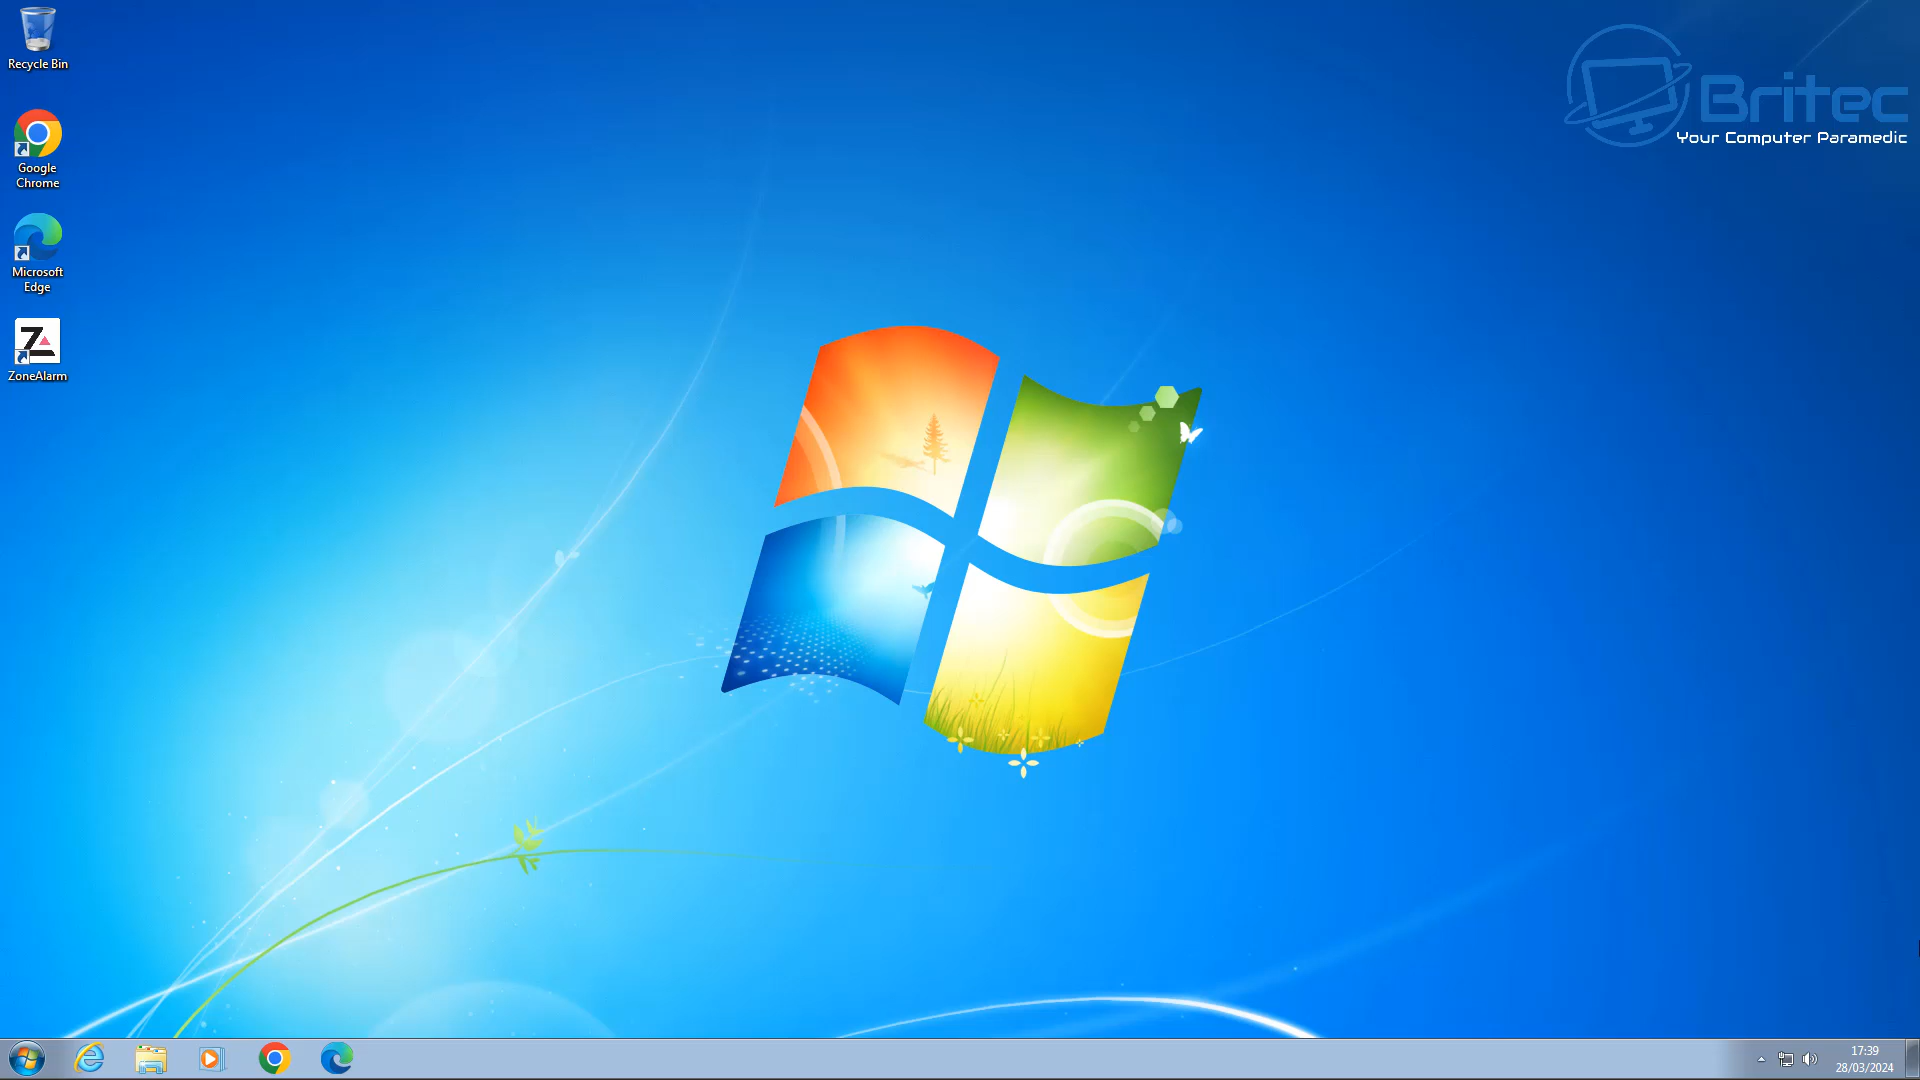 Recycle Bin
Google
Chrome
Microsoft
Edge
ZoneAlarm
Britec
Your Computer Paramedic
17:39
28/03/2024